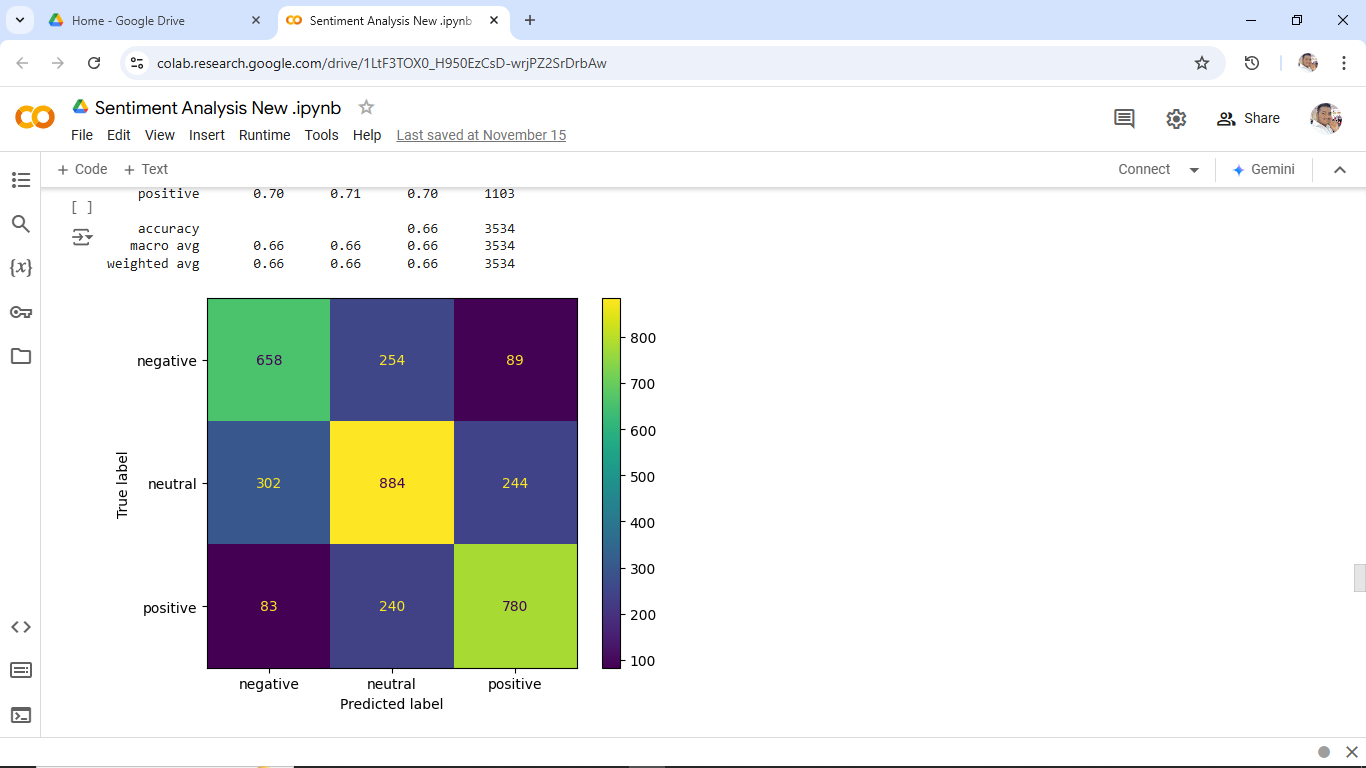 Home - Google Drive
Sentiment Analysis New .ipynb
colab.research.google.com/drive/1LtF3TOX0_H950EzCsD-wrjPZ2SrDrbAw
Sentiment Analysis New .ipynb
File Edit View Insert Runtime Tools Help Last saved at November 15
Share
+ Code + Text
Connect
Gemini
[ ]
positive 0.70 0.71 0.70 1103
accuracy 0.66 3534
macro avg 0.66 0.66 0.66 3534
weighted avg 0.66 0.66 0.66 3534
True label
negative 658 254 89
neutral 302 884 244
positive 83 240 780
negative neutral positive
Predicted label
800
700
600
500
400
300
200
100
{x}